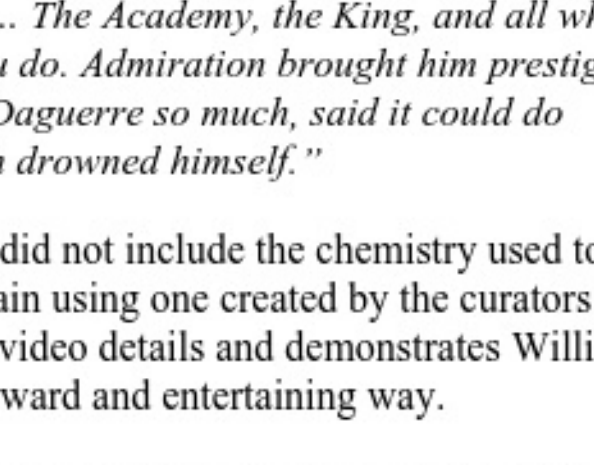 .. The Academy, the King, and all wh
u do. Admiration brought him prestig
Daguerre so much, said it could do
n drowned himself.”
did not include the chemistry used to
ain using one created by the curators
video details and demonstrates Willi
ward and entertaining way.